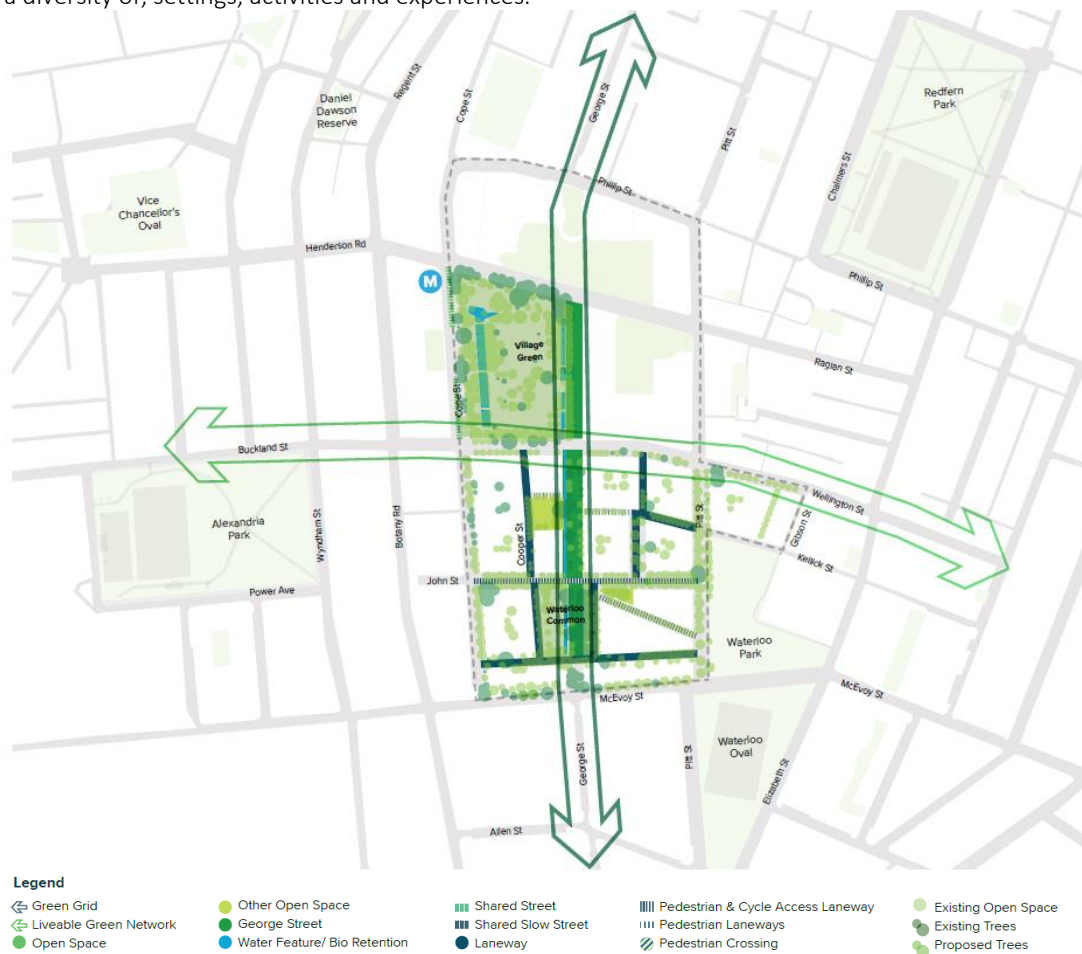 a diversity of, settings, activities and experiences.
George St
Regent St
Cope St
Daniel
Dawson
Reserve
Pitt St
Redfern
Park
Chalmers St
Phillip St
Vice
Chancellor's
Oval
Henderson Rd
M
Phillip St
Village
Green
Raglan St
Cope St
Buckland St
Wellington St
Pitt St
Gibson St
Alexandria
Park
Wyndham St
Botany Rd
Cooper St
Kellick St
John St
Power Ave
Waterloo
Common
Waterloo
Park
McEvoy St
McEvoy St
Waterloo
Oval
George St
Pitt St
Elizabeth St
Allen St
Legend
Green Grid
Liveable Green Network
Open Space
Other Open Space
George Street
Water Feature/ Bio Retention
Shared Street
Shared Slow Street
Laneway
Pedestrian & Cycle Access Laneway
Pedestrian Laneways
Pedestrian Crossing
Existing Open Space
Existing Trees
Proposed Trees